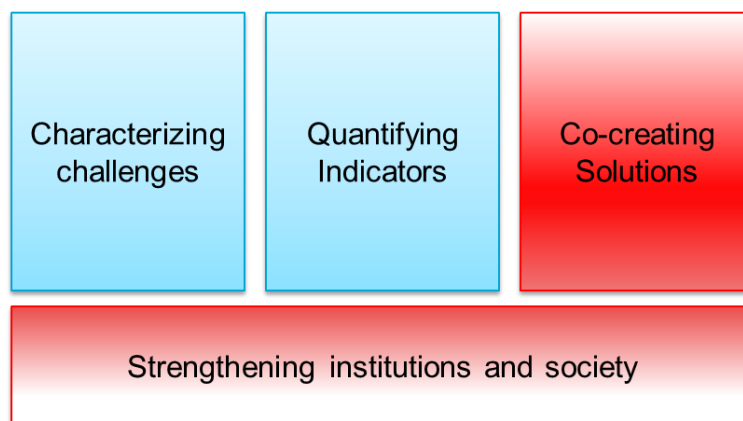 Characterizing
challenges
Quantifying
Indicators
Co-creating
Solutions
Strengthening institutions and society